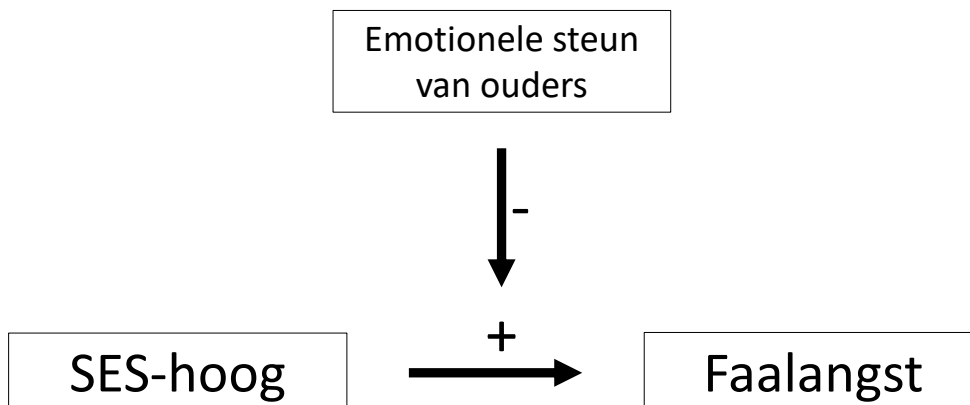 Emotionele steun
van ouders
-
+
SES-hoog
Faalangst